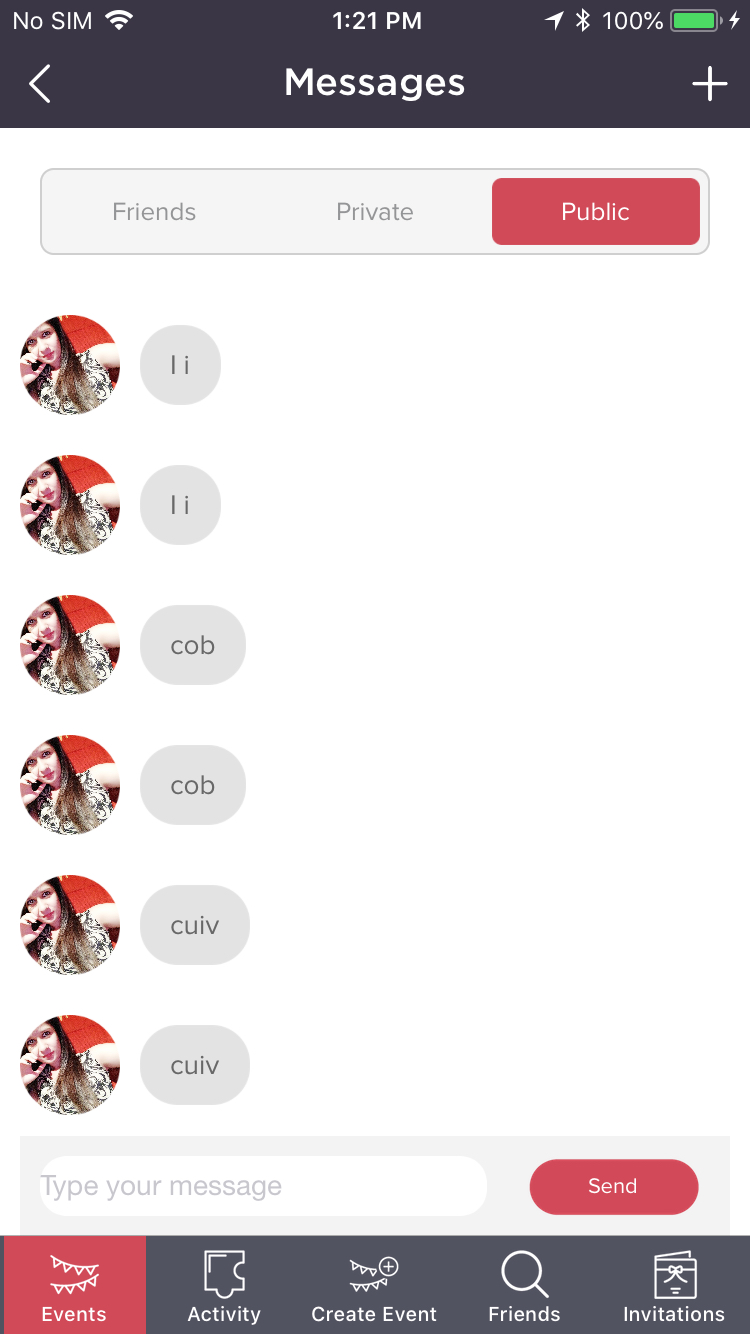 No SIM 1:21 PM 100%
Messages
Friends Private Public
l i
l i
cob
cob
cuiv
cuiv
Type your message Send
Events Activity Create Event Friends Invitations